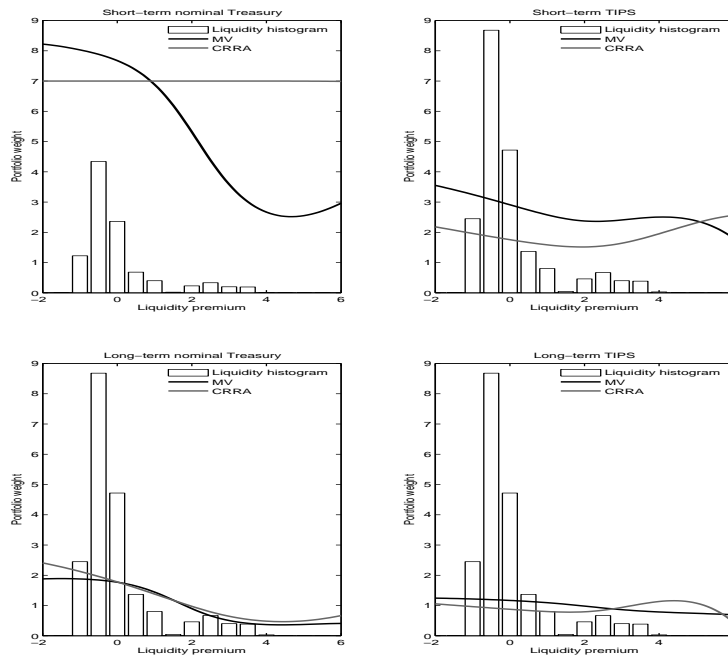 Short-term nominal Treasury
9
8
7
6
5
4
3
2
1
0
-2
0
2
4
6
Portfolio weight
Liquidity premium
Liquidity histogram
MV
CRRA
Short-term TIPS
9
8
7
6
5
4
3
2
1
0
-2
0
2
4
Portfolio weight
Liquidity premium
Liquidity histogram
MV
CRRA
Long-term nominal Treasury
9
8
7
6
5
4
3
2
1
0
-2
0
2
4
6
Portfolio weight
Liquidity premium
Liquidity histogram
MV
CRRA
Long-term TIPS
9
8
7
6
5
4
3
2
1
0
-2
0
2
4
Portfolio weight
Liquidity premium
Liquidity histogram
MV
CRRA